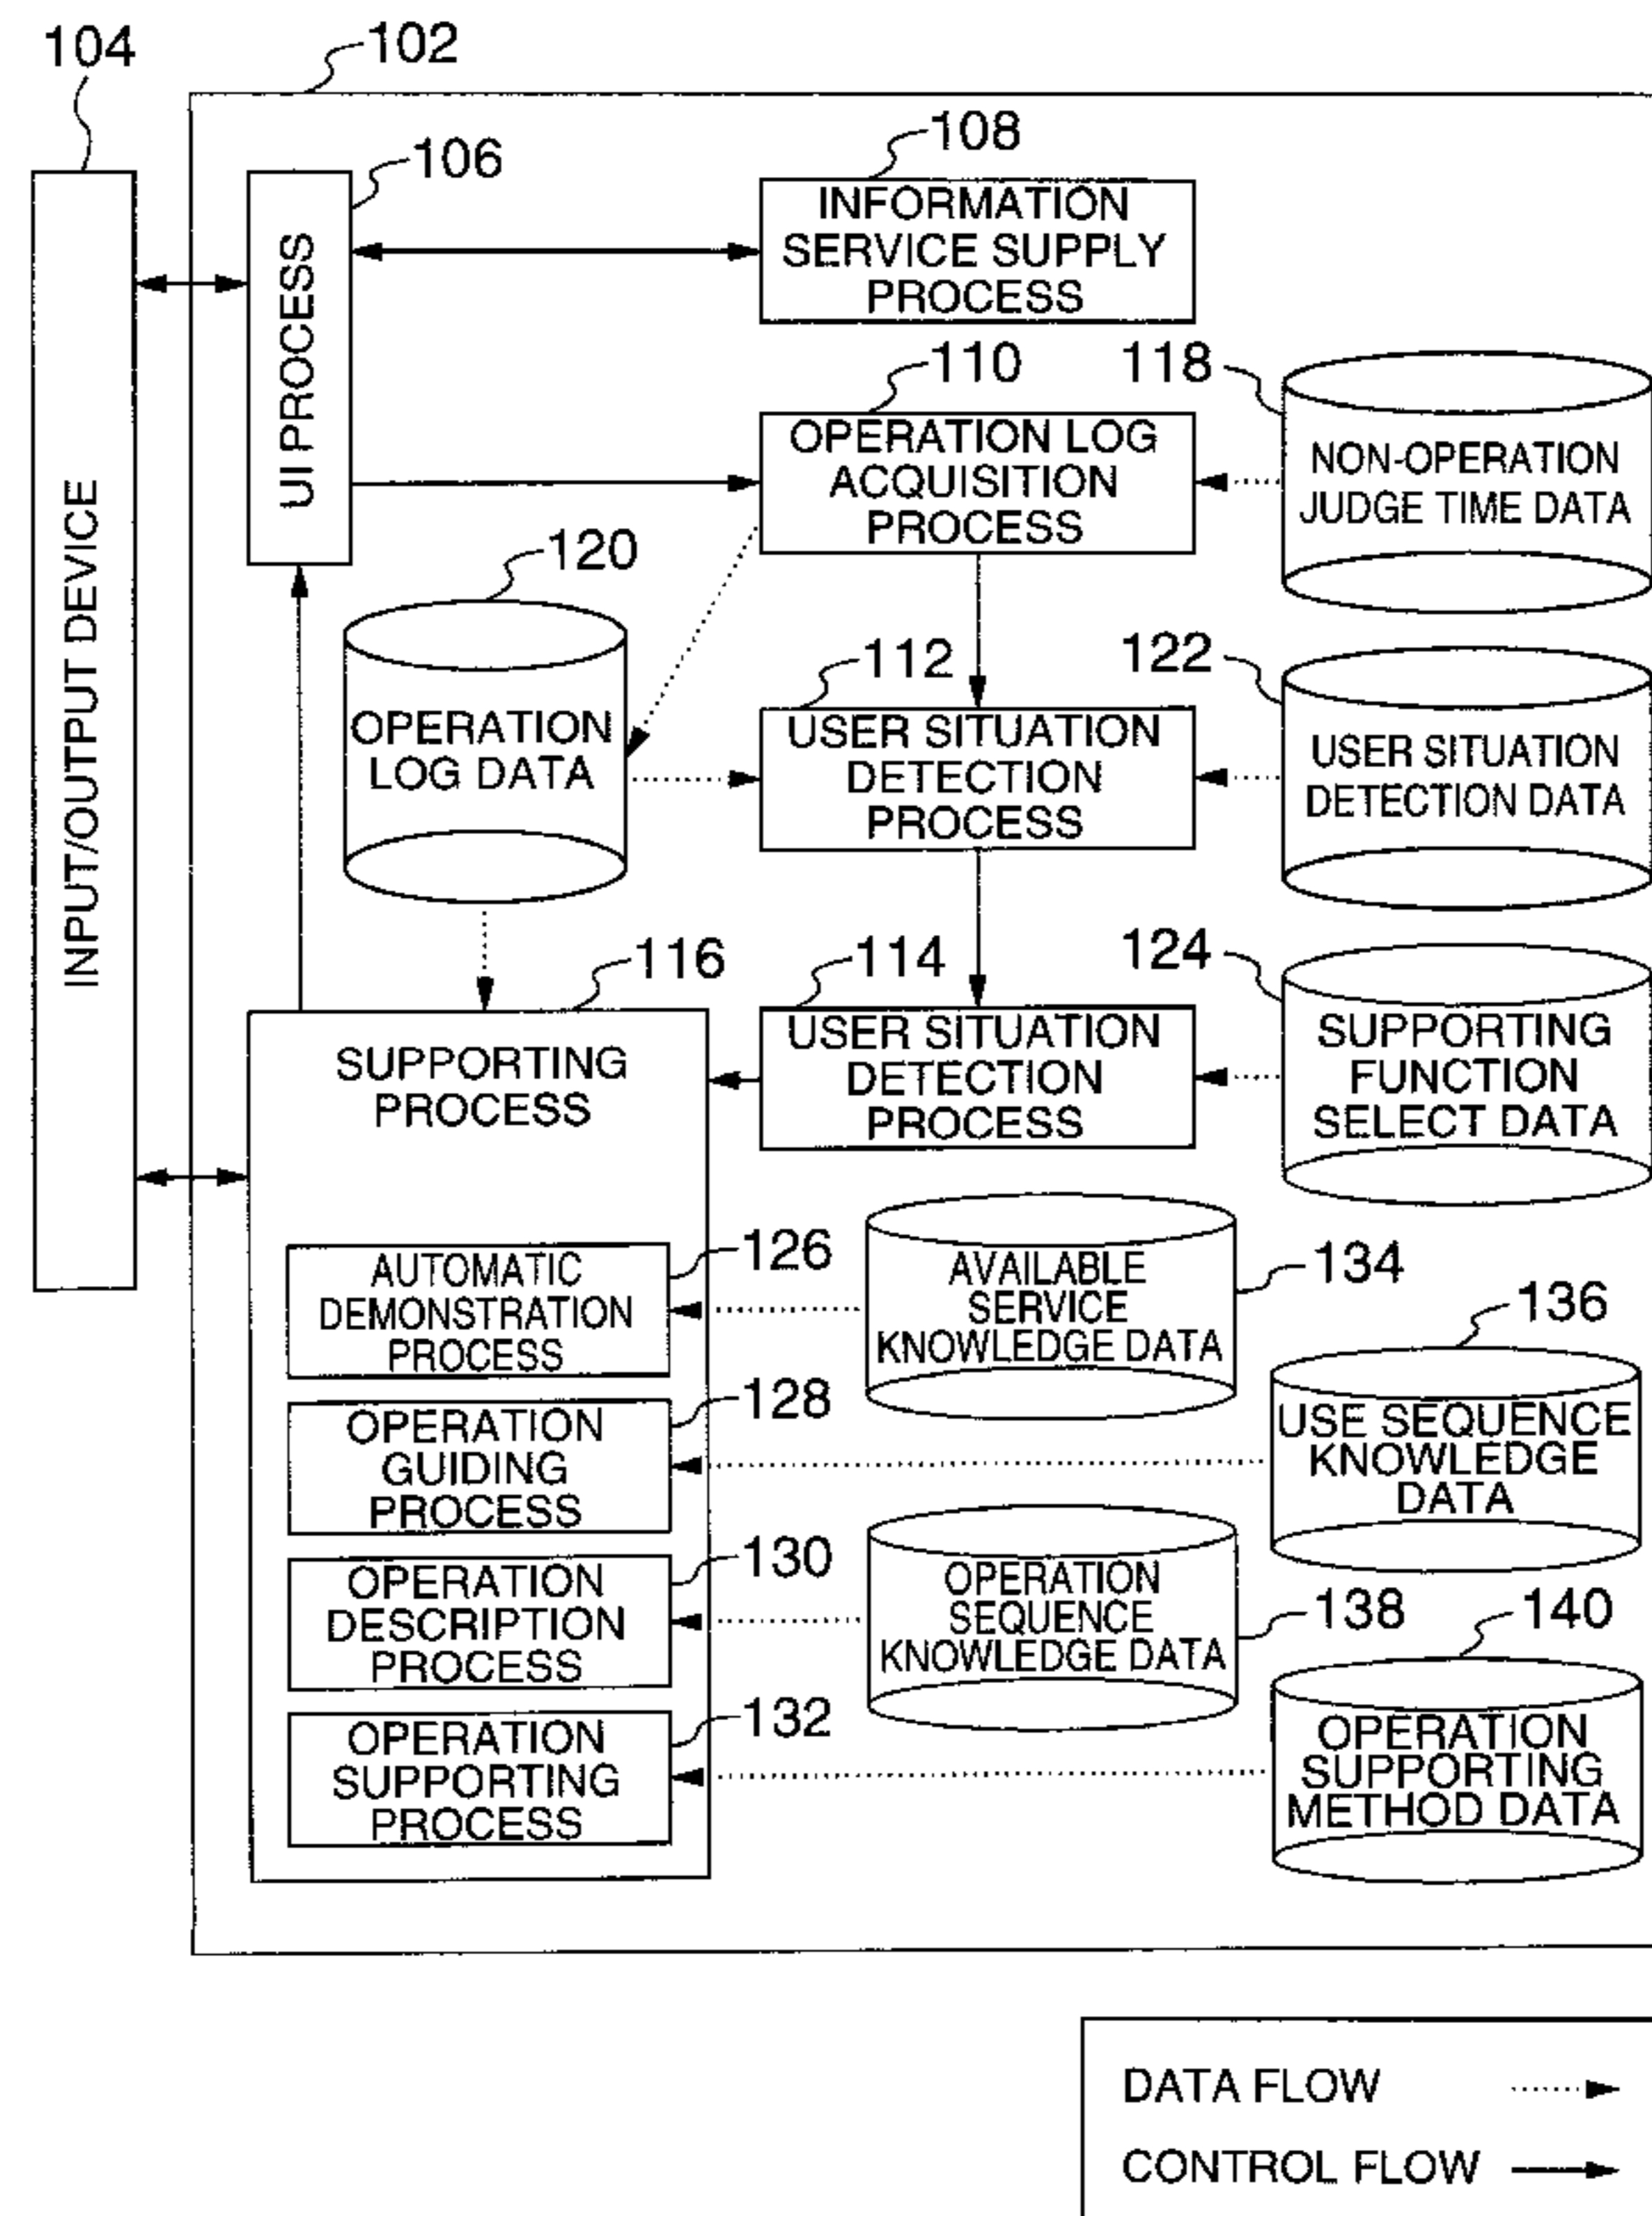 104
102
106
108
INFORMATION
SERVICE SUPPLY
PROCESS
UI PROCESS
INPUT/OUTPUT DEVICE
110
OPERATION LOG
ACQUISITION
PROCESS
118
NON-OPERATION
JUDGE TIME DATA
120
OPERATION
LOG DATA
112
USER SITUATION
DETECTION
PROCESS
122
USER SITUATION
DETECTION DATA
116
SUPPORTING
PROCESS
114
USER SITUATION
DETECTION
PROCESS
124
SUPPORTING
FUNCTION
SELECT DATA
126
AUTOMATIC
DEMONSTRATION
PROCESS
134
AVAILABLE
SERVICE
KNOWLEDGE DATA
128
OPERATION
GUIDING
PROCESS
136
USE SEQUENCE
KNOWLEDGE
DATA
130
OPERATION
DESCRIPTION
PROCESS
138
OPERATION
SEQUENCE
KNOWLEDGE DATA
132
OPERATION
SUPPORTING
PROCESS
140
OPERATION
SUPPORTING
METHOD DATA
DATA FLOW
CONTROL FLOW